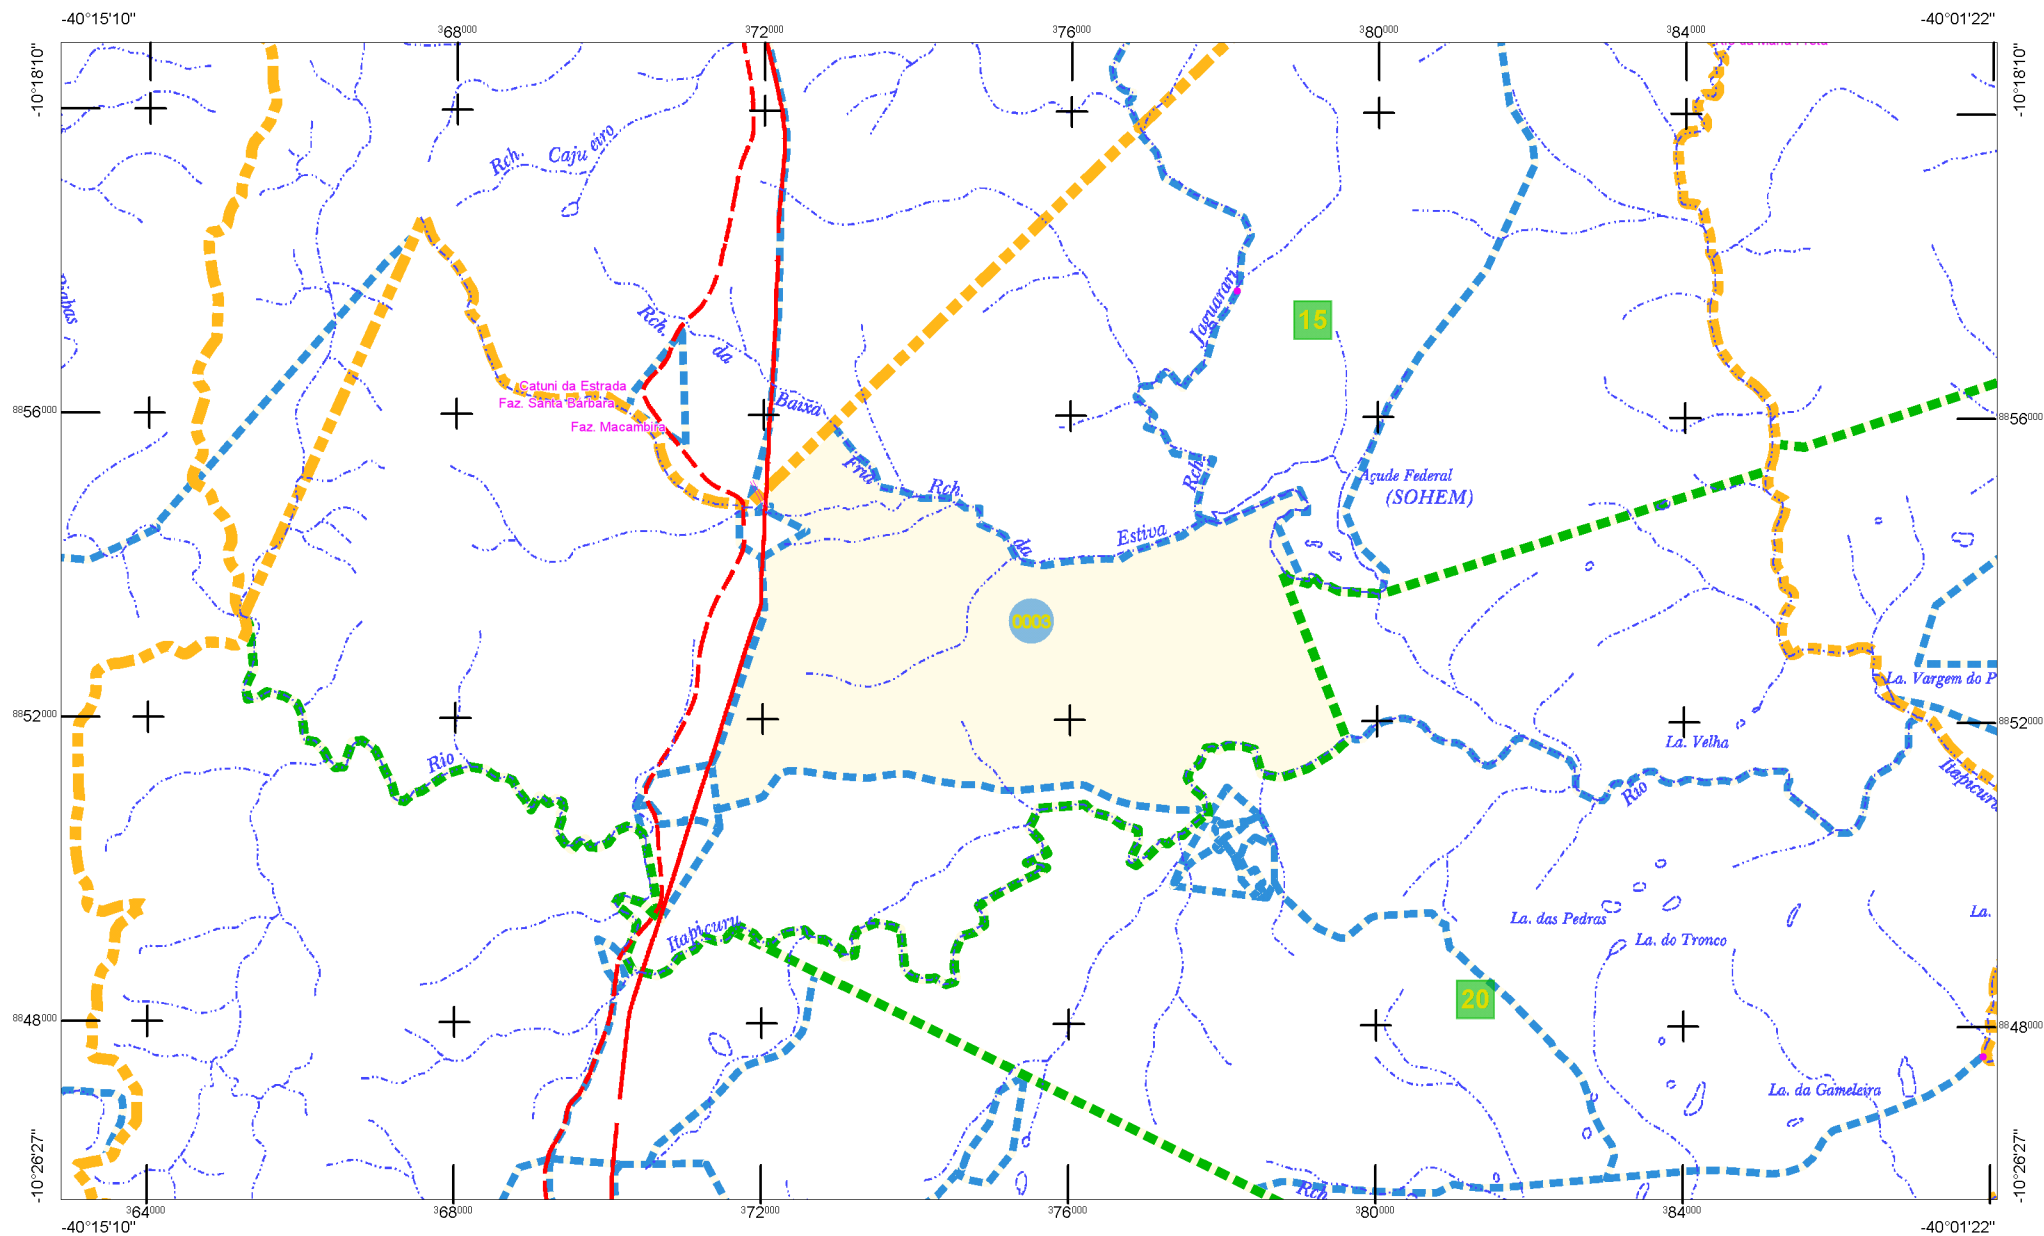 -40°15'10"
-40°01'22"
368000
372000
376000
380000
384000
-10°18'10"
-10°18'10"
Rch.
Caju eiro
Jaguarari
15
Rch.
da
Catuni da Estrada
Faz. Santa Barbara
Faz. Macambira
Baixa
8856000
8856000
Frio
Rch.
Rch.
Açude Federal
(SOHEM)
da
Estiva
0003
La. Vargem do P
8852000
8852000
La. Velha
Rio
Rio
Itapicuru
La. das Pedras
La.
Itapicuru
La. do Tronco
20
8848000
8848000
La. da Gameleira
Rch
-10°26'27"
-10°26'27"
364000
368000
372000
376000
380000
384000
-40°15'10"
-40°01'22"